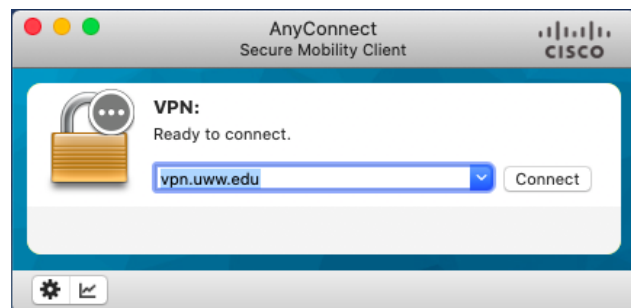 AnyConnect
Secure Mobility Client
CISCO
VPN:
Ready to connect.
vpn.uww.edu
Connect